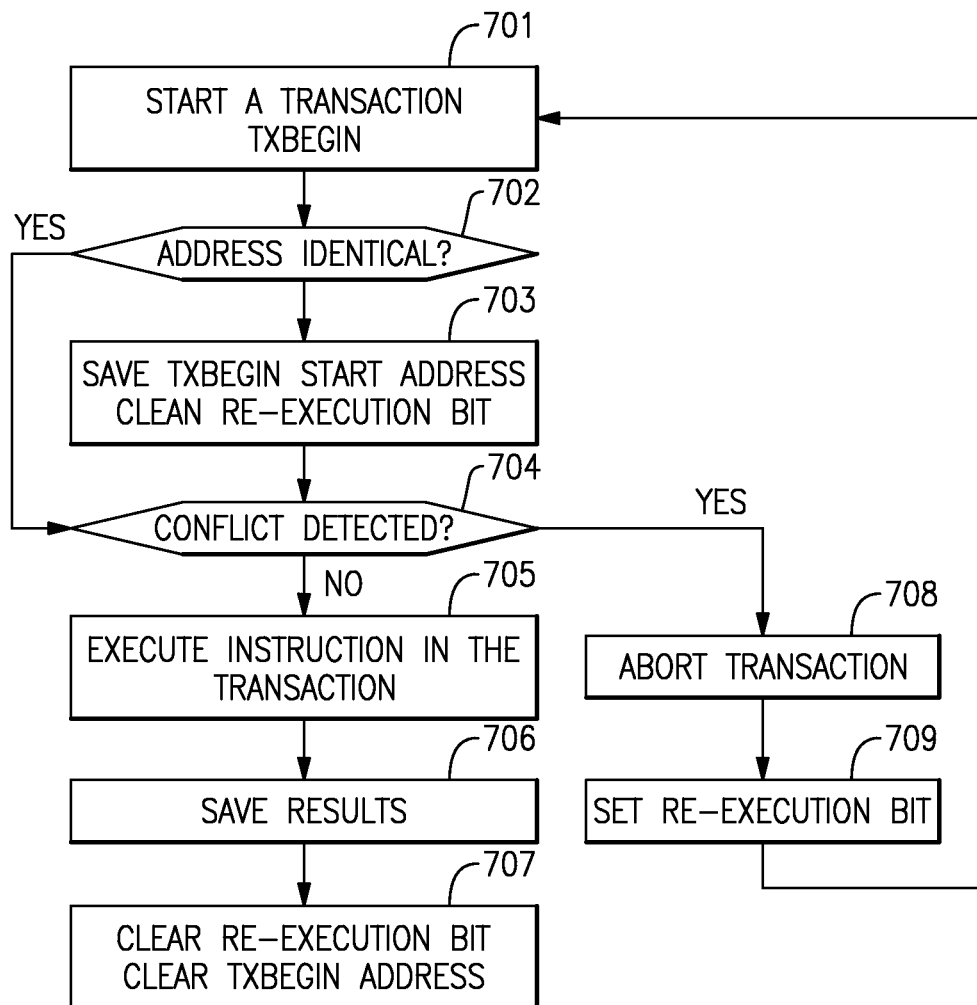 701
START A TRANSACTION
TXBEGIN
702
YES
ADDRESS IDENTICAL?
703
SAVE TXBEGIN START ADDRESS
CLEAN RE-EXECUTION BIT
704
CONFLICT DETECTED?
YES
NO
705
EXECUTE INSTRUCTION IN THE
TRANSACTION
708
ABORT TRANSACTION
706
SAVE RESULTS
709
SET RE-EXECUTION BIT
707
CLEAR RE-EXECUTION BIT
CLEAR TXBEGIN ADDRESS